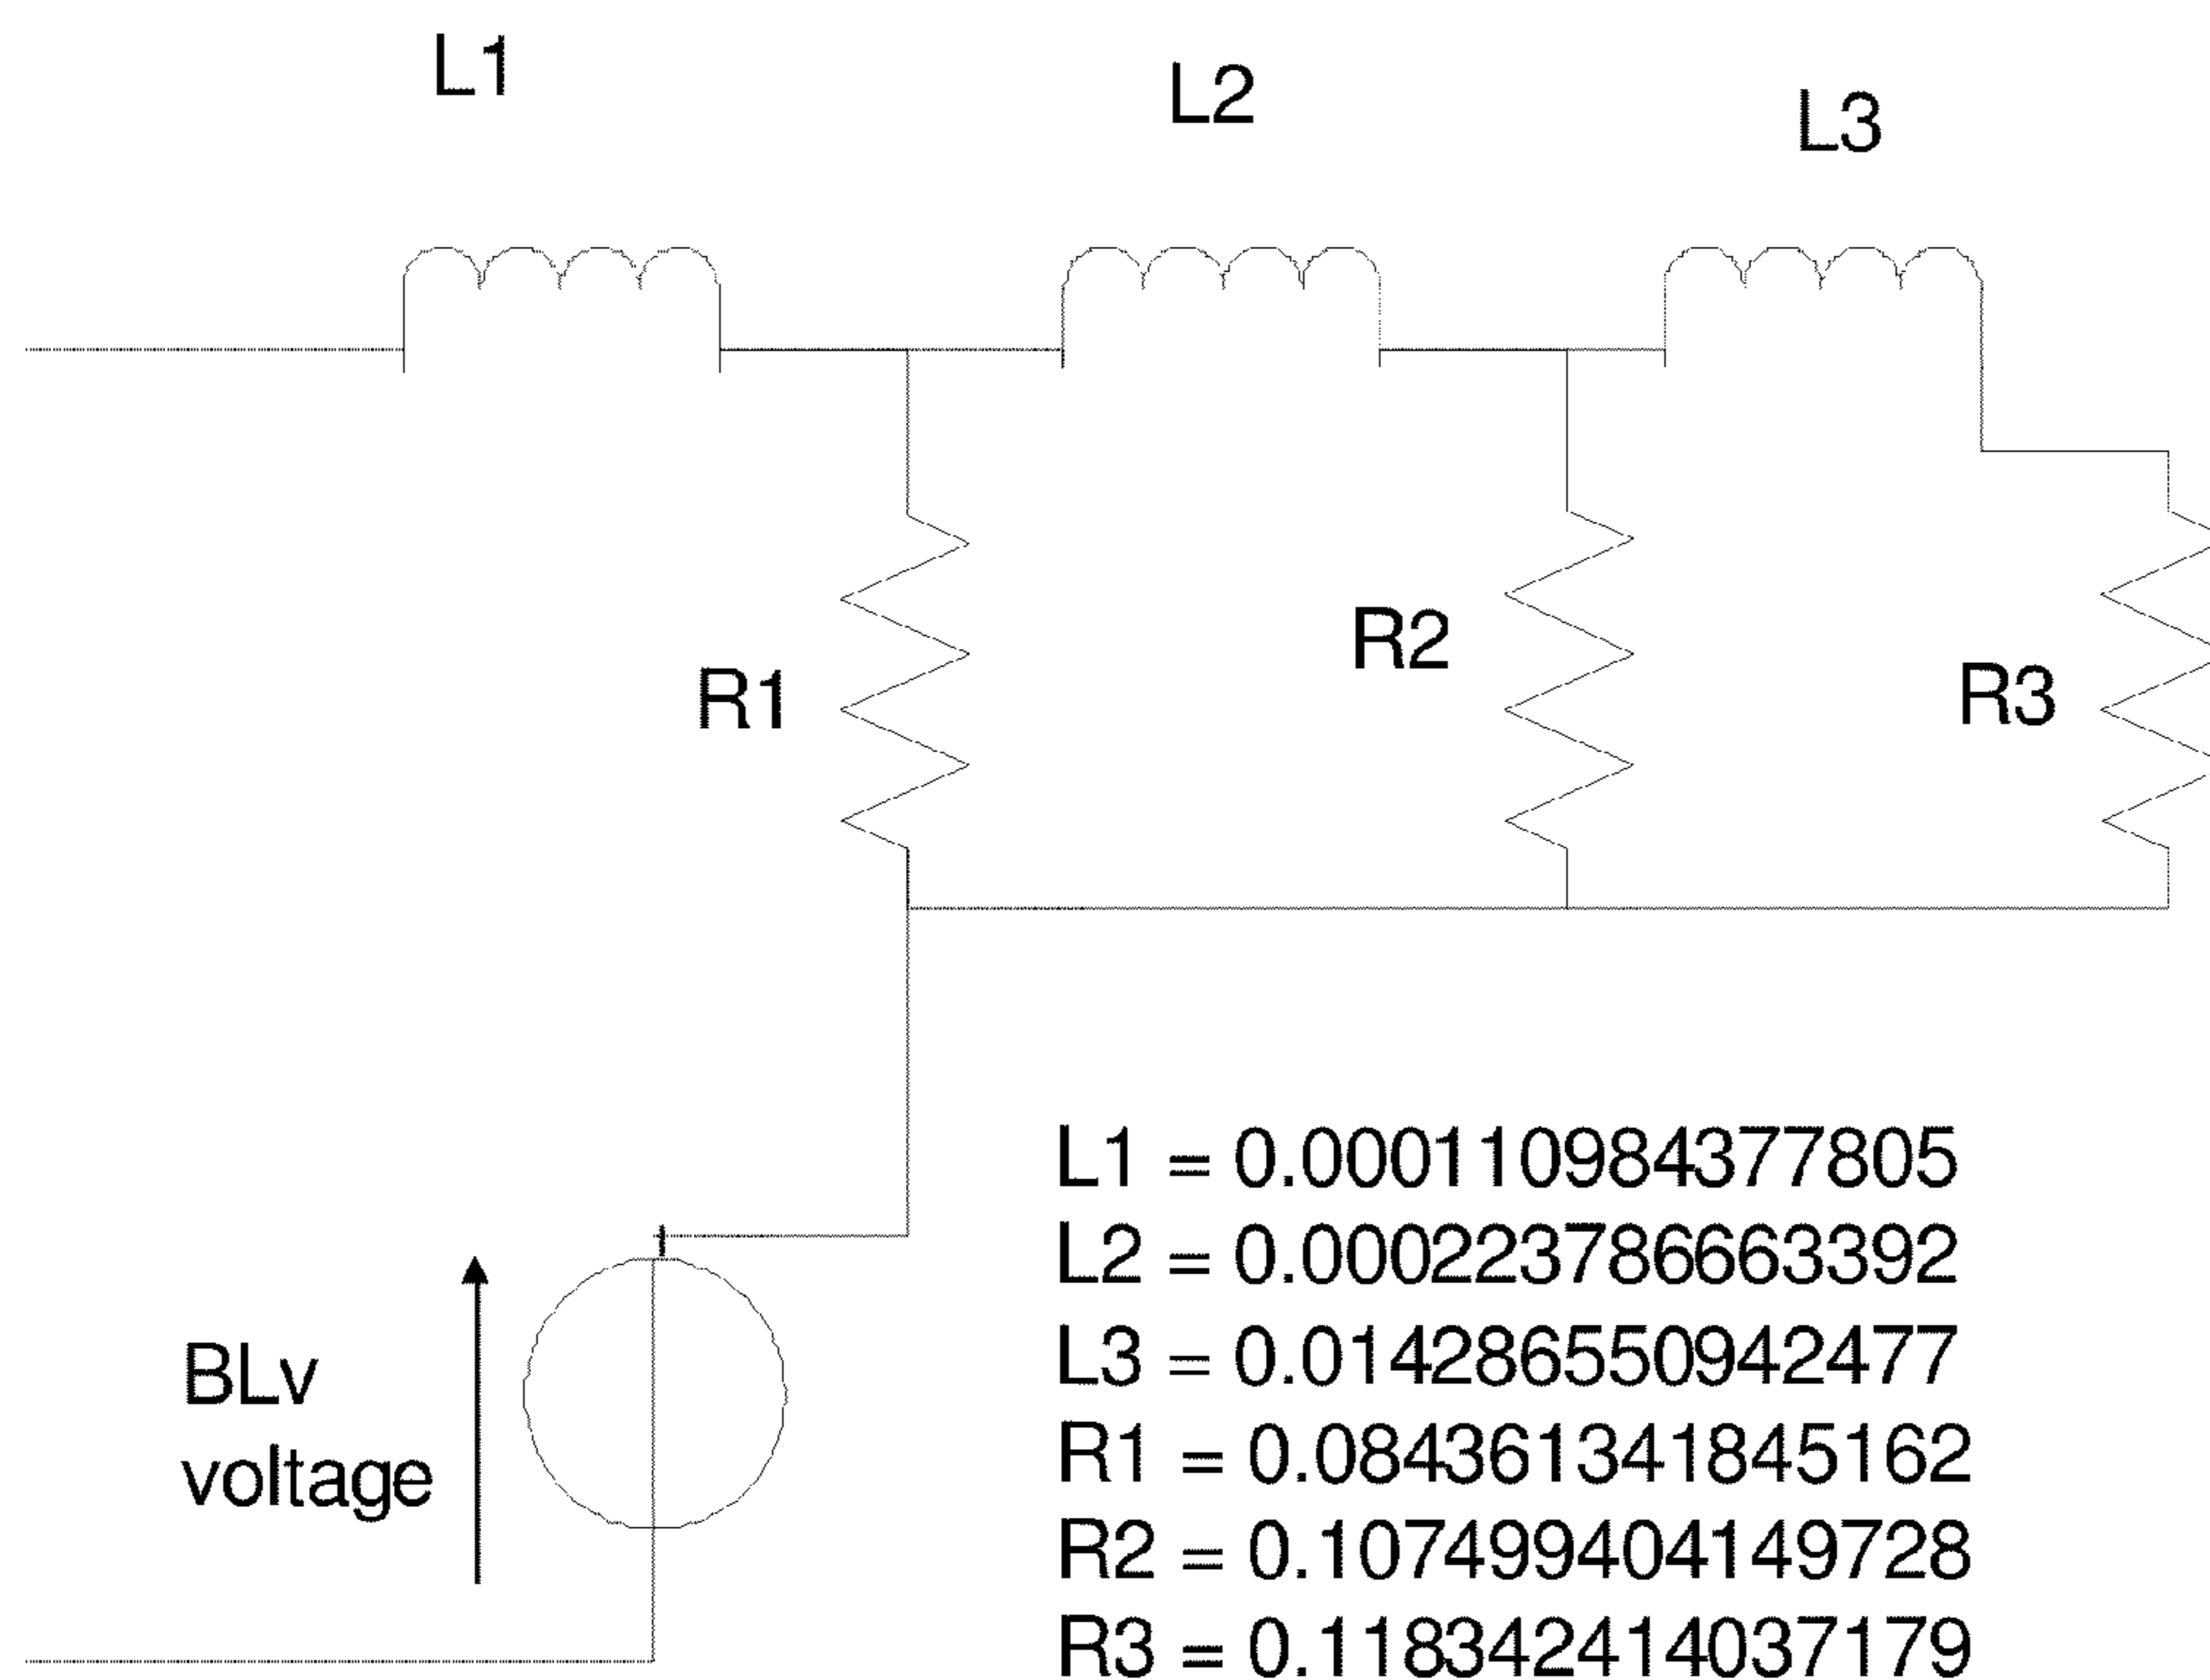 L1
L2
L3
R1
R2
R3
BLv
voltage
L1 = 0.000110984377805
L2 = 0.000223786663392
L3 = 0.014286550942477
R1 = 0.084361341845162
R2 = 0.107499404149728
R3 = 0.118342414037179